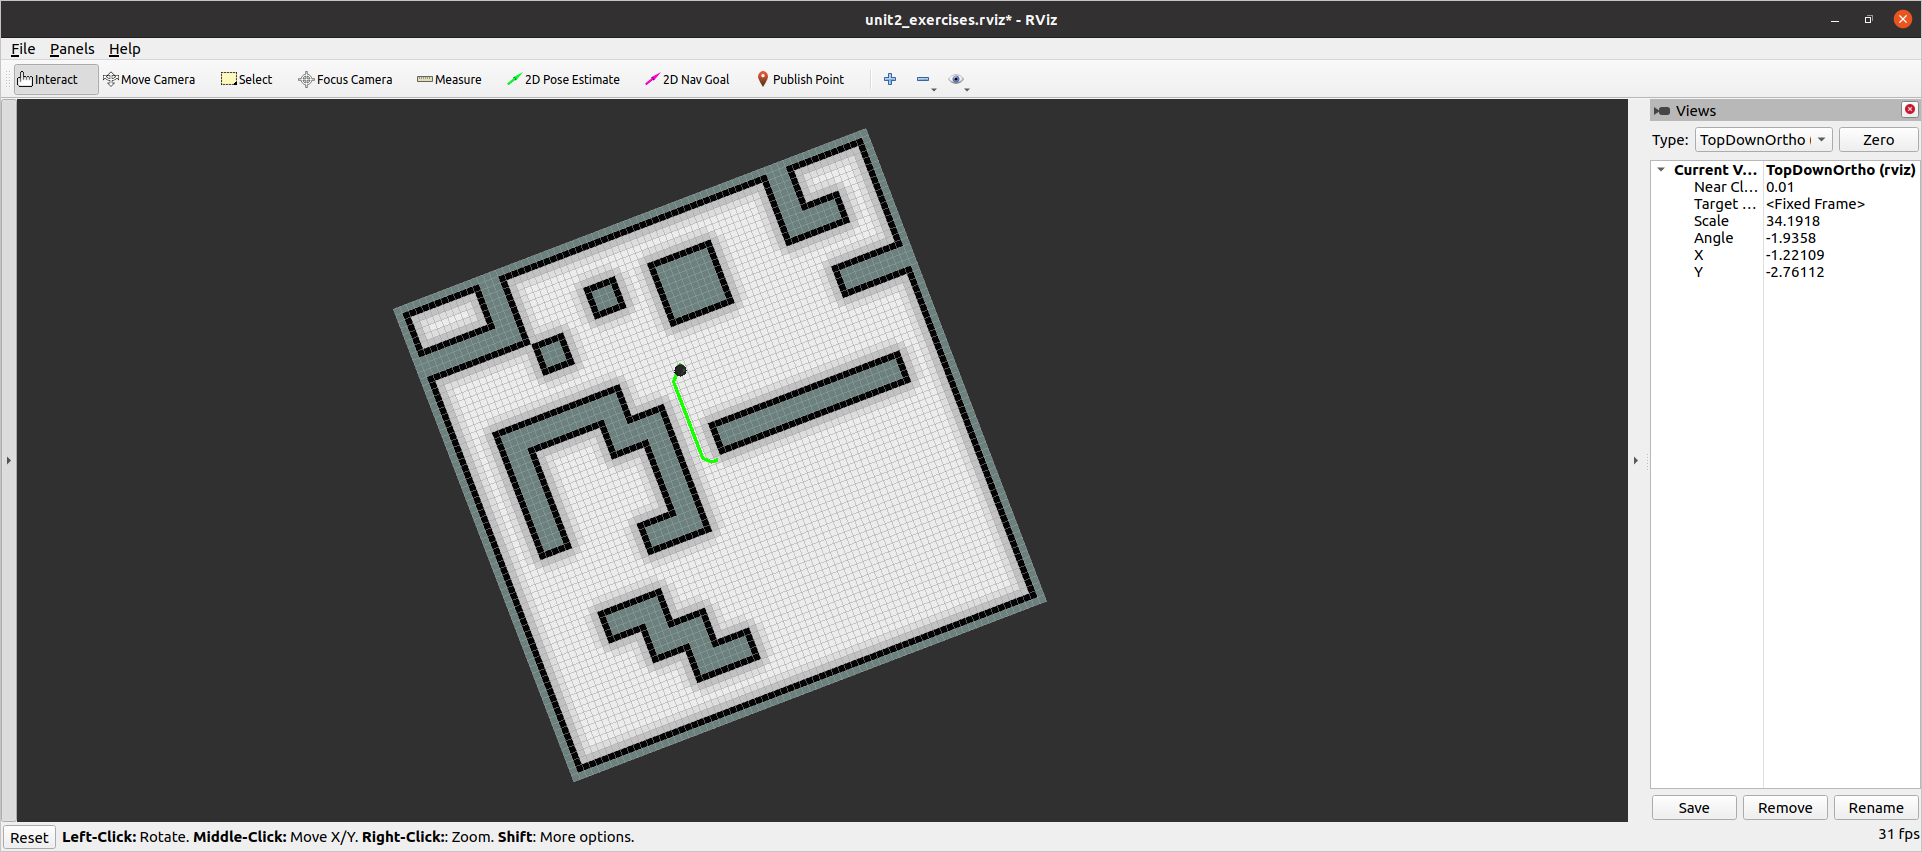 unit2_exercises.rviz* - RViz
File Panels Help
Interact Move Camera Select Focus Camera Measure 2D Pose Estimate 2D Nav Goal Publish Point
Views
Type: TopDownOrtho ( Zero
Current V... TopDownOrtho (rviz)
Near Cl... 0.01
Target ... <Fixed Frame>
Scale 34.1918
Angle -1.9358
X -1.22109
Y -2.76112
Save Remove Rename
Reset Left-Click: Rotate. Middle-Click: Move X/Y. Right-Click:: Zoom. Shift: More options.
31 fps